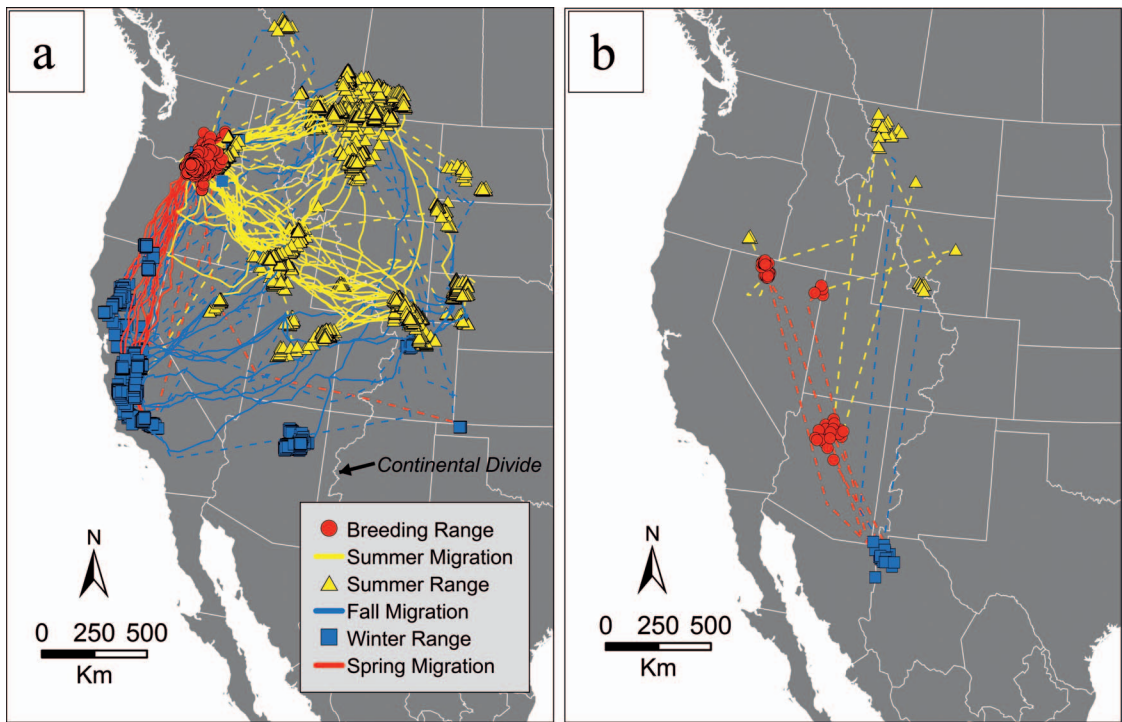 a
Continental Divide
Breeding Range
Summer Migration
Summer Range
Fall Migration
Winter Range
Spring Migration
N
0 250 500
Km
b
N
0 250 500
Km